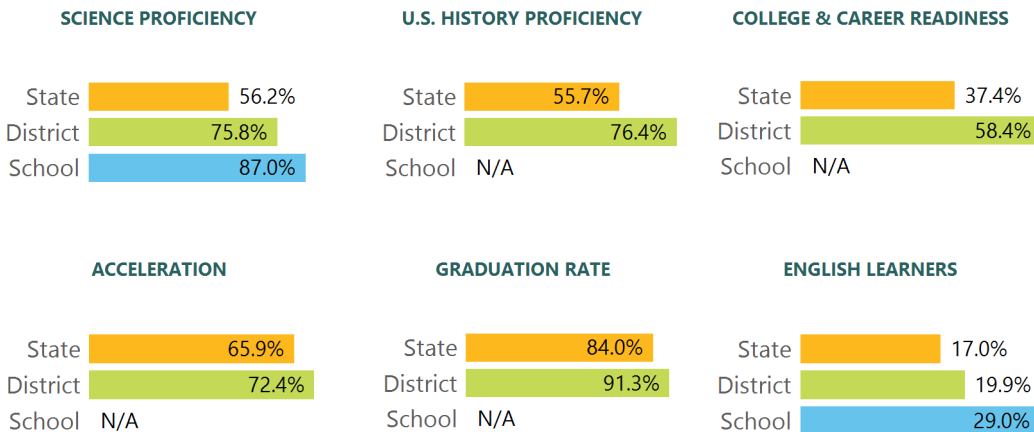 SCIENCE PROFICIENCY
State 56.2%
District 75.8%
School 87.0%
U.S. HISTORY PROFICIENCY
State 55.7%
District 76.4%
School N/A
COLLEGE & CAREER READINESS
State 37.4%
District 58.4%
School N/A
ACCELERATION
State 65.9%
District 72.4%
School N/A
GRADUATION RATE
State 84.0%
District 91.3%
School N/A
ENGLISH LEARNERS
State 17.0%
District 19.9%
School 29.0%